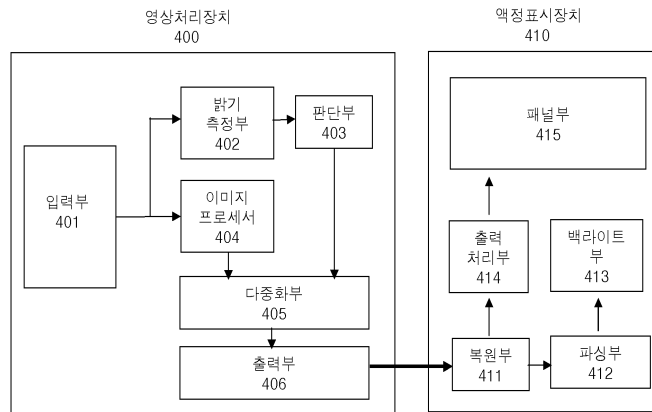 영상처리장치
400
액정표시장치
410
밝기
측정부
402
판단부
403
패널부
415
입력부
401
이미지
프로세서
404
출력
처리부
414
백라이트
부
413
다중화부
405
출력부
406
복원부
411
파싱부
412